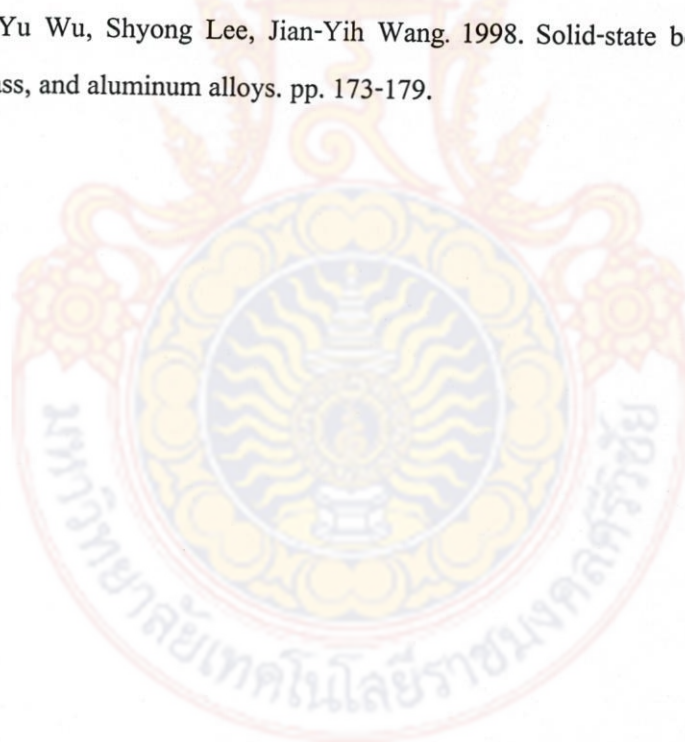 Yu Wu, Shyong Lee, Jian-Yih Wang. 1998. Solid-state b
ss, and aluminum alloys. pp. 173-179.
มหาวิทยาลัยเทคโนโลยีราชมงคลศรีวิชัย